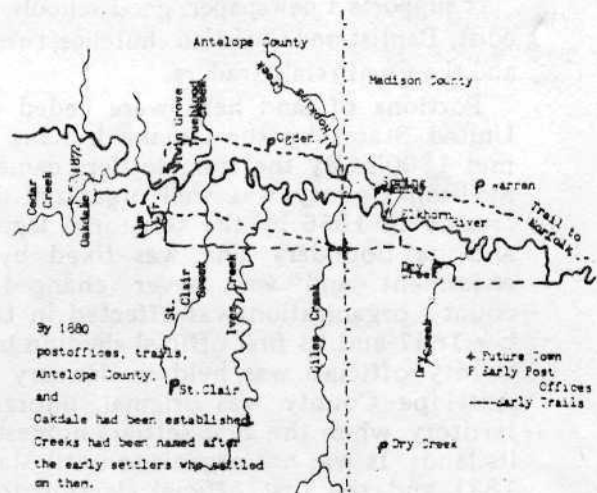 Antelope County
Madison County
Twin Grove
Trueblood
Creek
Ogden
Warren
Cedar
Creek
Oakdale
1872
Elkhorn
River
Trail to
Norfolk
St.
Clair
Creek
Ives Creek
Giles Creek
Creek
By 1880
postoffices, trails,
Antelope County.
and
Oakdale had been established
Creeks had been named after
the early settlers who settled
on them.
St. Clair
Dry Creek
+ Future Town
P Early Post
Offices
--Early Trails